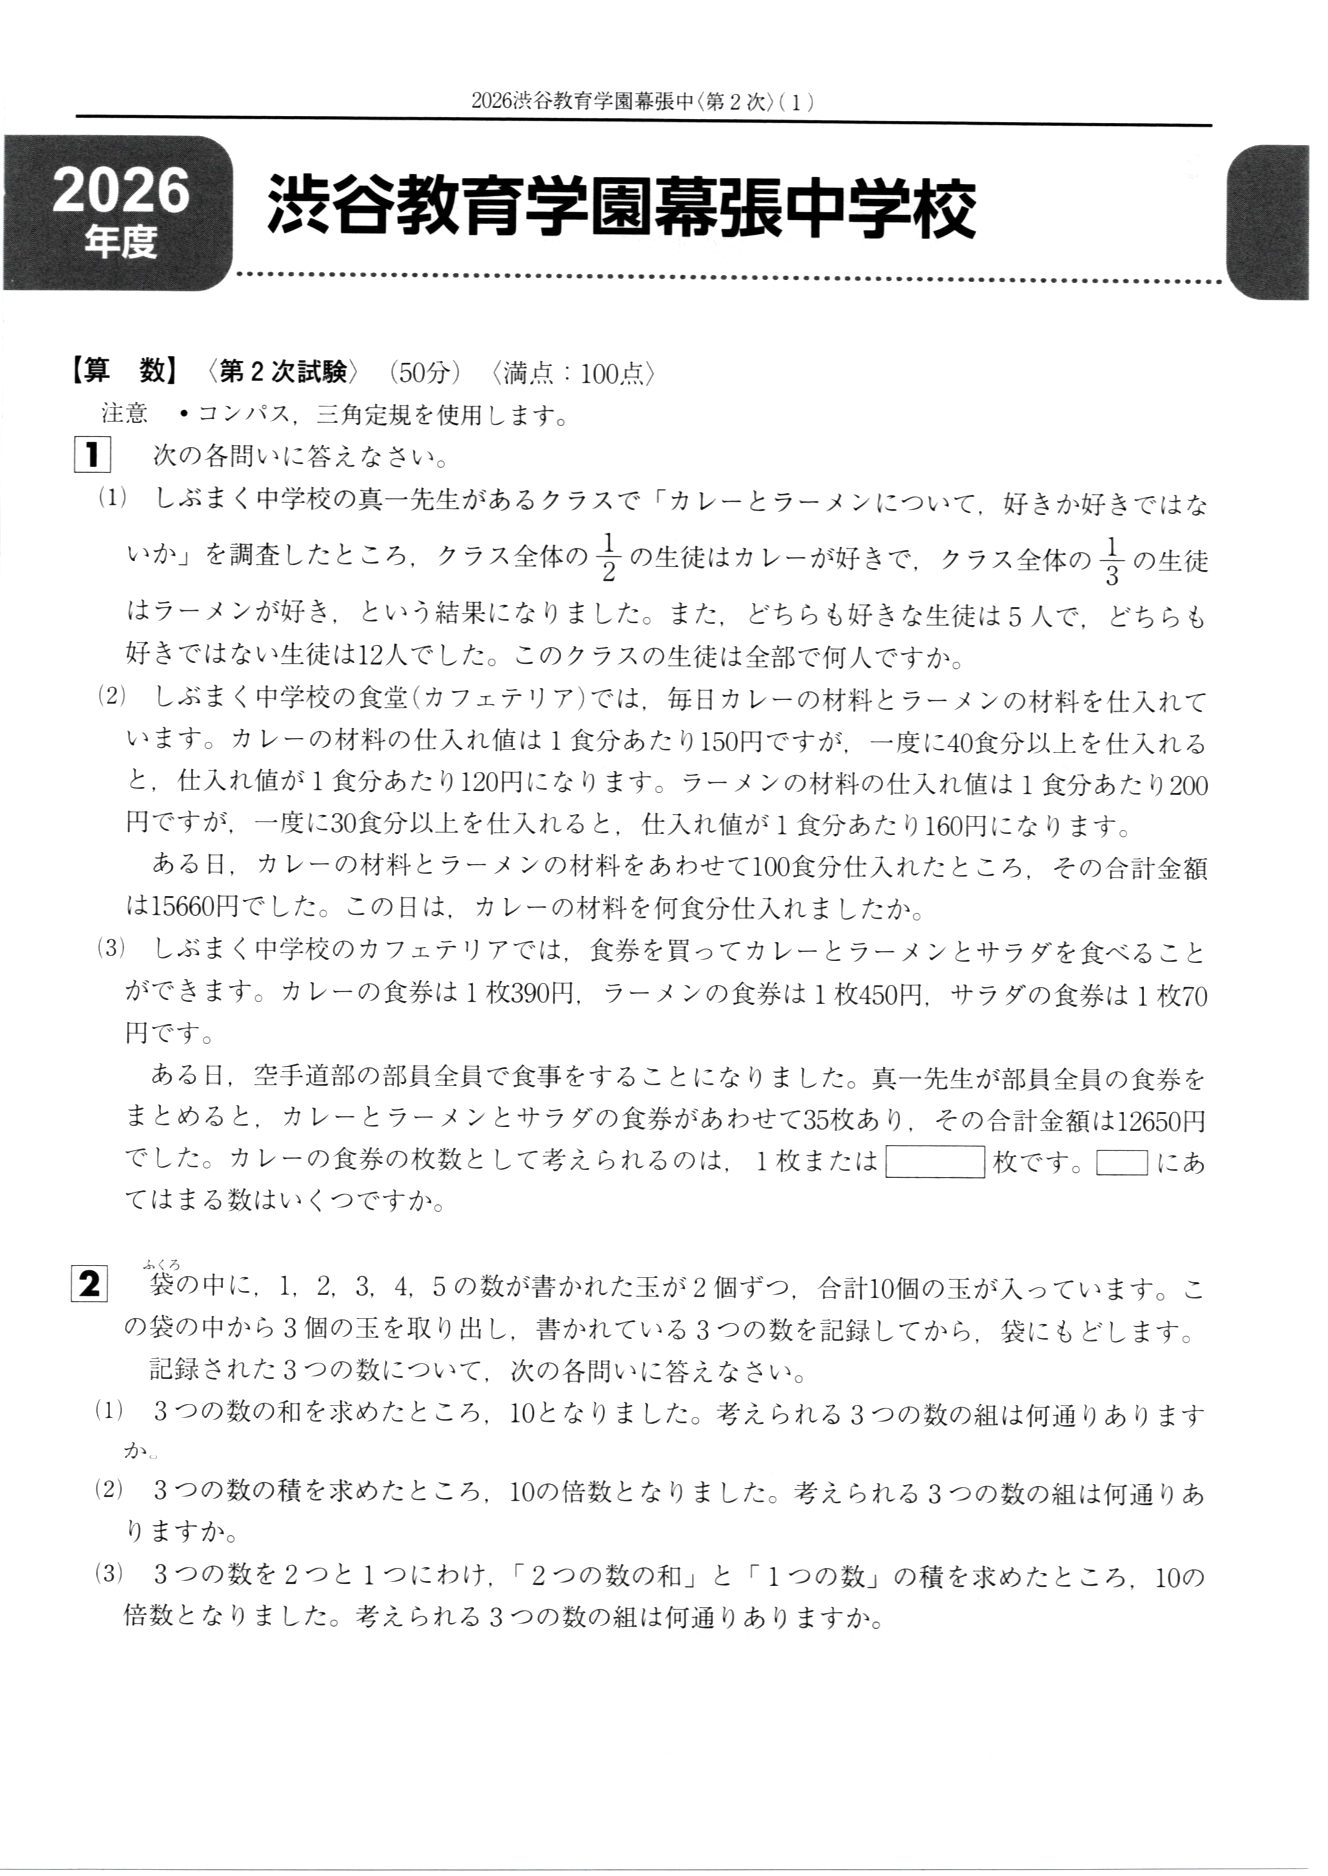 2026渋谷教育学園幕張中〈第2次〉(1)
2026
年度
渋谷教育学園幕張中学校
【算 数】〈第2次試験〉(50分)〈満点:100点〉
注意 •コンパス,三角定規を使用します。
1 次の各問いに答えなさい。
(1) しぶまく中学校の真一先生があるクラスで「カレーとラーメンについて,好きか好きではな
いか」を調査したところ,クラス全体の1/2の生徒はカレーが好きで,クラス全体の1/3の生徒
はラーメンが好き,という結果になりました。また,どちらも好きな生徒は5人で,どちらも
好きではない生徒は12人でした。このクラスの生徒は全部で何人ですか。
(2) しぶまく中学校の食堂(カフェテリア)では,毎日カレーの材料とラーメンの材料を仕入れて
います。カレーの材料の仕入れ値は1食分あたり150円ですが,一度に40食分以上を仕入れる
と,仕入れ値が1食分あたり120円になります。ラーメンの材料の仕入れ値は1食分あたり200
円ですが,一度に30食分以上を仕入れると,仕入れ値が1食分あたり160円になります。
ある日,カレーの材料とラーメンの材料をあわせて100食分仕入れたところ,その合計金額
は15660円でした。この日は,カレーの材料を何食分仕入れましたか。
(3) しぶまく中学校のカフェテリアでは,食券を買ってカレーとラーメンとサラダを食べること
ができます。カレーの食券は1枚390円,ラーメンの食券は1枚450円,サラダの食券は1枚70
円です。
ある日,空手道部の部員全員で食事をすることになりました。真一先生が部員全員の食券を
まとめると,カレーとラーメンとサラダの食券があわせて35枚あり,その合計金額は12650円
でした。カレーの食券の枚数として考えられるのは,1枚または□枚です。□にあ
てはまる数はいくつですか。
ふくろ
2 袋の中に,1,2,3,4,5の数が書かれた玉が2個ずつ,合計10個の玉が入っています。こ
の袋の中から3個の玉を取り出し,書かれている3つの数を記録してから,袋にもどします。
記録された3つの数について,次の各問いに答えなさい。
(1) 3つの数の和を求めたところ,10となりました。考えられる3つの数の組は何通りあります
か。
(2) 3つの数の積を求めたところ,10の倍数となりました。考えられる3つの数の組は何通りあ
りますか。
(3) 3つの数を2つと1つにわけ,「2つの数の和」と「1つの数」の積を求めたところ,10の
倍数となりました。考えられる3つの数の組は何通りありますか。